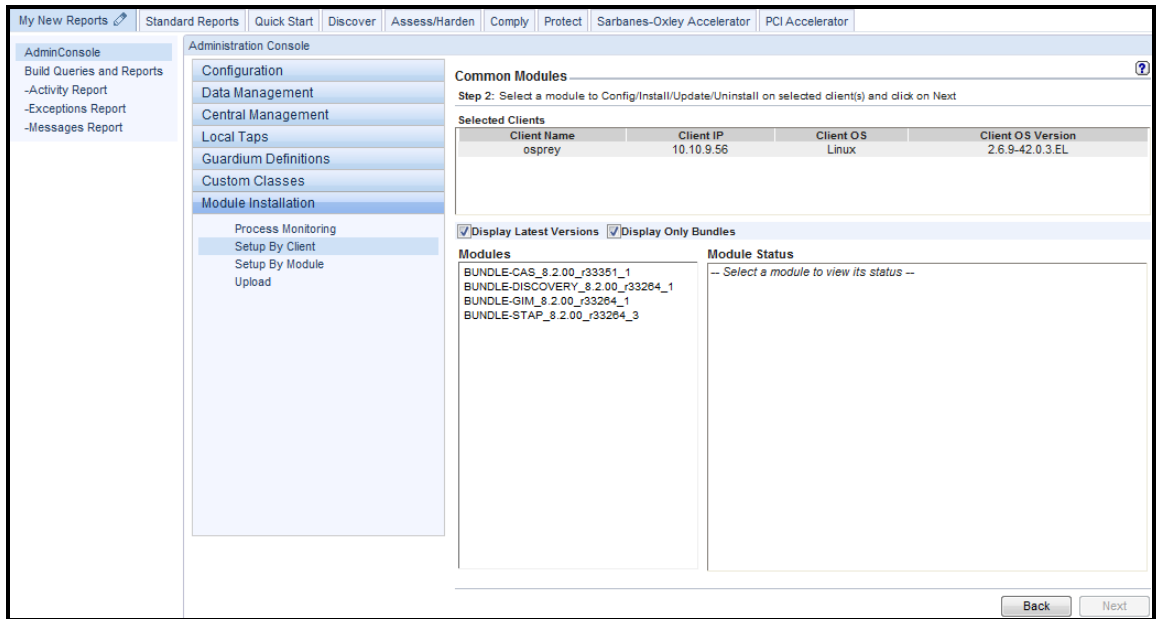 My New Reports Standard Reports Quick Start Discover Assess/Harden Comply Protect Sarbanes-Oxley Accelerator PCI Accelerator
AdminConsole
Build Queries and Reports
-Activity Report
-Exceptions Report
-Messages Report
Administration Console
Configuration
Data Management
Central Management
Local Taps
Guardium Definitions
Custom Classes
Module Installation
Process Monitoring
Setup By Client
Setup By Module
Upload
Common Modules
?
Step 2: Select a module to Config/Install/Update/Uninstall on selected client(s) and click on Next
Selected Clients
Client Name Client IP Client OS Client OS Version
osprey 10.10.9.56 Linux 2.6.9-42.0.3.EL
Display Latest Versions Display Only Bundles
Modules
BUNDLE-CAS_8.2.00_r33351_1
BUNDLE-DISCOVERY_8.2.00_r33264_1
BUNDLE-GIM_8.2.00_r33264_1
BUNDLE-STAP_8.2.00_r33264_3
Module Status
-- Select a module to view its status --
Back Next